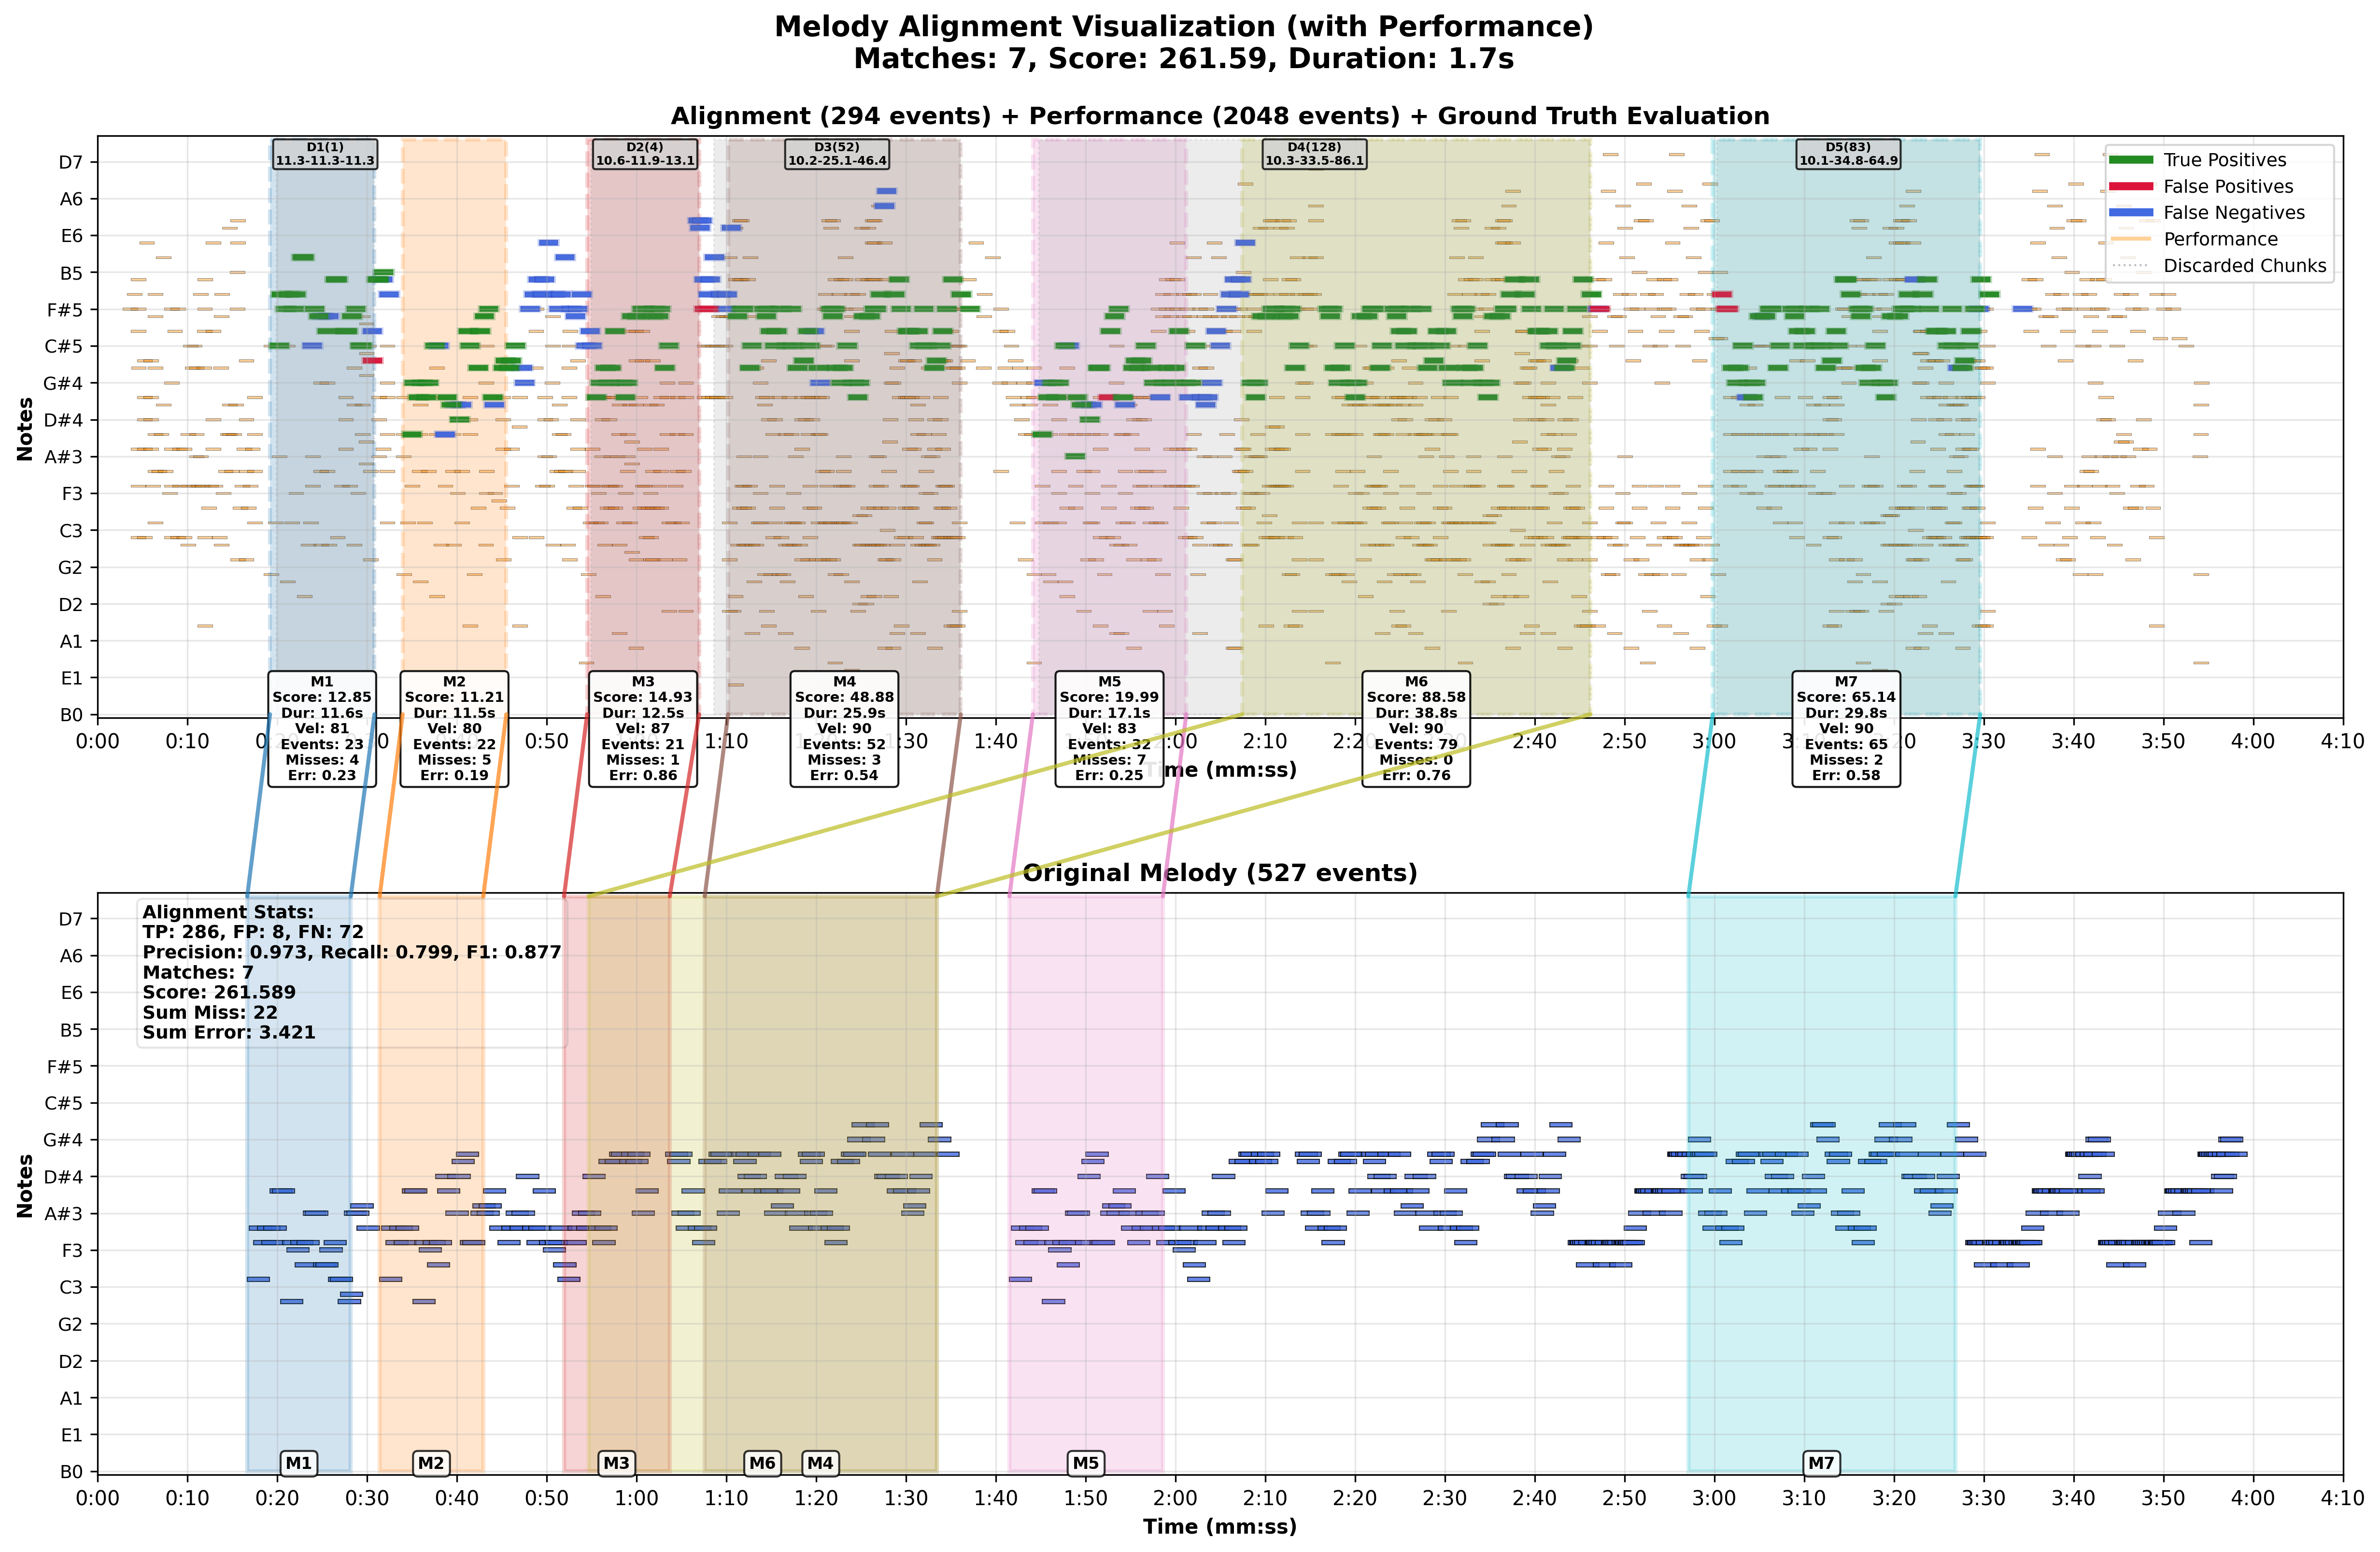 Melody Alignment Visualization (with Performance)
Matches: 7, Score: 261.59, Duration: 1.7s
Alignment (294 events) + Performance (2048 events) + Ground Truth Evaluation
D1(1)
11.3-11.3-11.3
D2(4)
10.6-11.9-13.1
D3(52)
10.2-25.1-46.4
D4(128)
10.3-33.5-86.1
D5(83)
10.1-34.8-64.9
True Positives
False Positives
False Negatives
Performance
Discarded Chunks
Notes
D7
A6
E6
B5
F#5
C#5
G#4
D#4
A#3
F3
C3
G2
D2
A1
E1
B0
M1
Score: 12.85
Dur: 11.6s
Vel: 81
Events: 23
Misses: 4
Err: 0.23
M2
Score: 11.21
Dur: 11.5s
Vel: 80
Events: 22
Misses: 5
Err: 0.19
M3
Score: 14.93
Dur: 12.5s
Vel: 87
Events: 21
Misses: 1
Err: 0.86
M4
Score: 48.88
Dur: 25.9s
Vel: 90
Events: 52
Misses: 3
Err: 0.54
M5
Score: 19.99
Dur: 17.1s
Vel: 83
Events: 32
Misses: 7
Err: 0.25
M6
Score: 88.58
Dur: 38.8s
Vel: 90
Events: 79
Misses: 0
Err: 0.76
M7
Score: 65.14
Dur: 29.8s
Vel: 90
Events: 65
Misses: 2
Err: 0.58
0:00 0:10 0:50 1:10 1:40 2:10 2:40 2:50 3:00 3:30 3:40 3:50 4:00 4:10
Time (mm:ss)
Original Melody (527 events)
Alignment Stats:
TP: 286, FP: 8, FN: 72
Precision: 0.973, Recall: 0.799, F1: 0.877
Matches: 7
Score: 261.589
Sum Miss: 22
Sum Error: 3.421
Notes
D7
A6
E6
B5
F#5
C#5
G#4
D#4
A#3
F3
C3
G2
D2
A1
E1
B0
M1 M2 M3 M6 M4 M5 M7
0:00 0:10 0:20 0:30 0:40 0:50 1:00 1:10 1:20 1:30 1:40 1:50 2:00 2:10 2:20 2:30 2:40 2:50 3:00 3:10 3:20 3:30 3:40 3:50 4:00 4:10
Time (mm:ss)